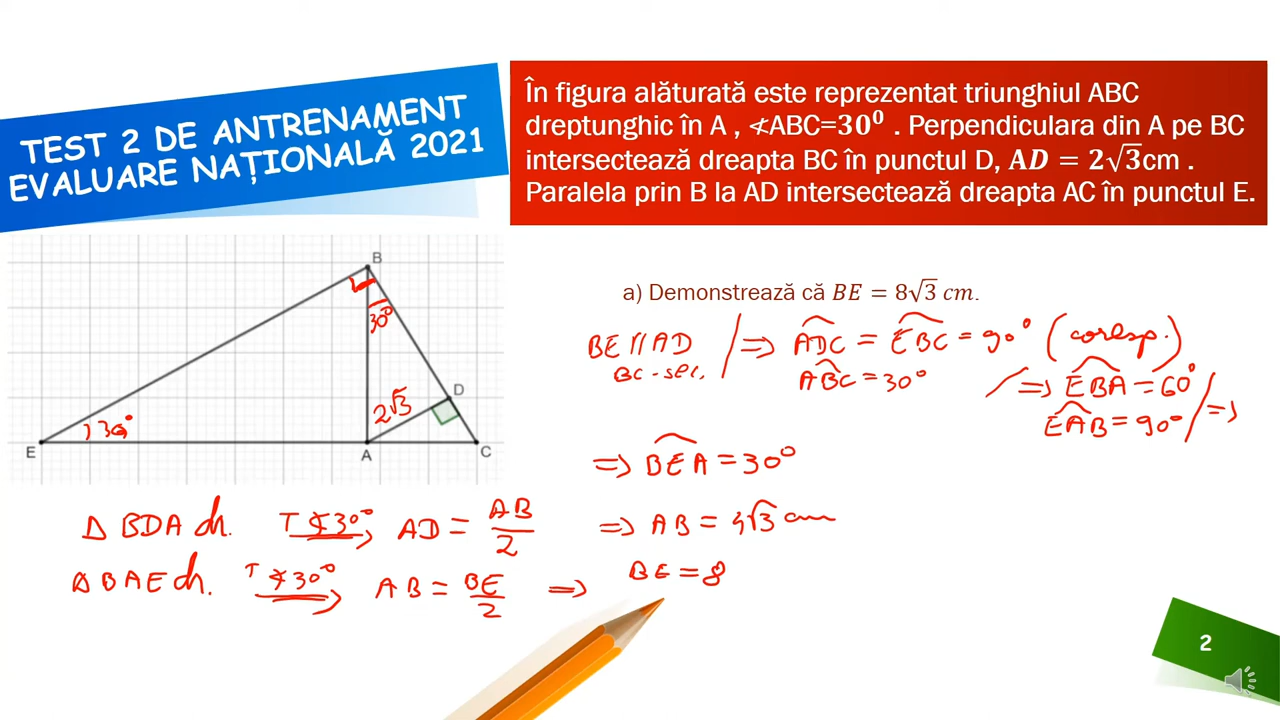 TEST 2 DE ANTRENAMENT
EVALUARE NAȚIONALĂ 2021
În figura alăturată este reprezentat triunghiul ABC
dreptunghic în A , ∢ABC=30⁰ . Perpendiculara din A pe BC
intersectează dreapta BC în punctul D, AD = 2√3cm .
Paralela prin B la AD intersectează dreapta AC în punctul E.
B
30°
D
2√3
30°
E
A
C
a) Demonstrează că BE = 8√3 cm.
BE || AD
BC-sec.
=> ADC = EBC = 90° (coresp.)
ABC = 30°
=> EBA = 60°
EAB = 90° =>
=> BEA = 30°
Δ BDA dr. T∢30° => AD = AB/2 => AB = 4√3 cm
Δ BAE dr. T∢30° => AB = BE/2 => BE = 8
2